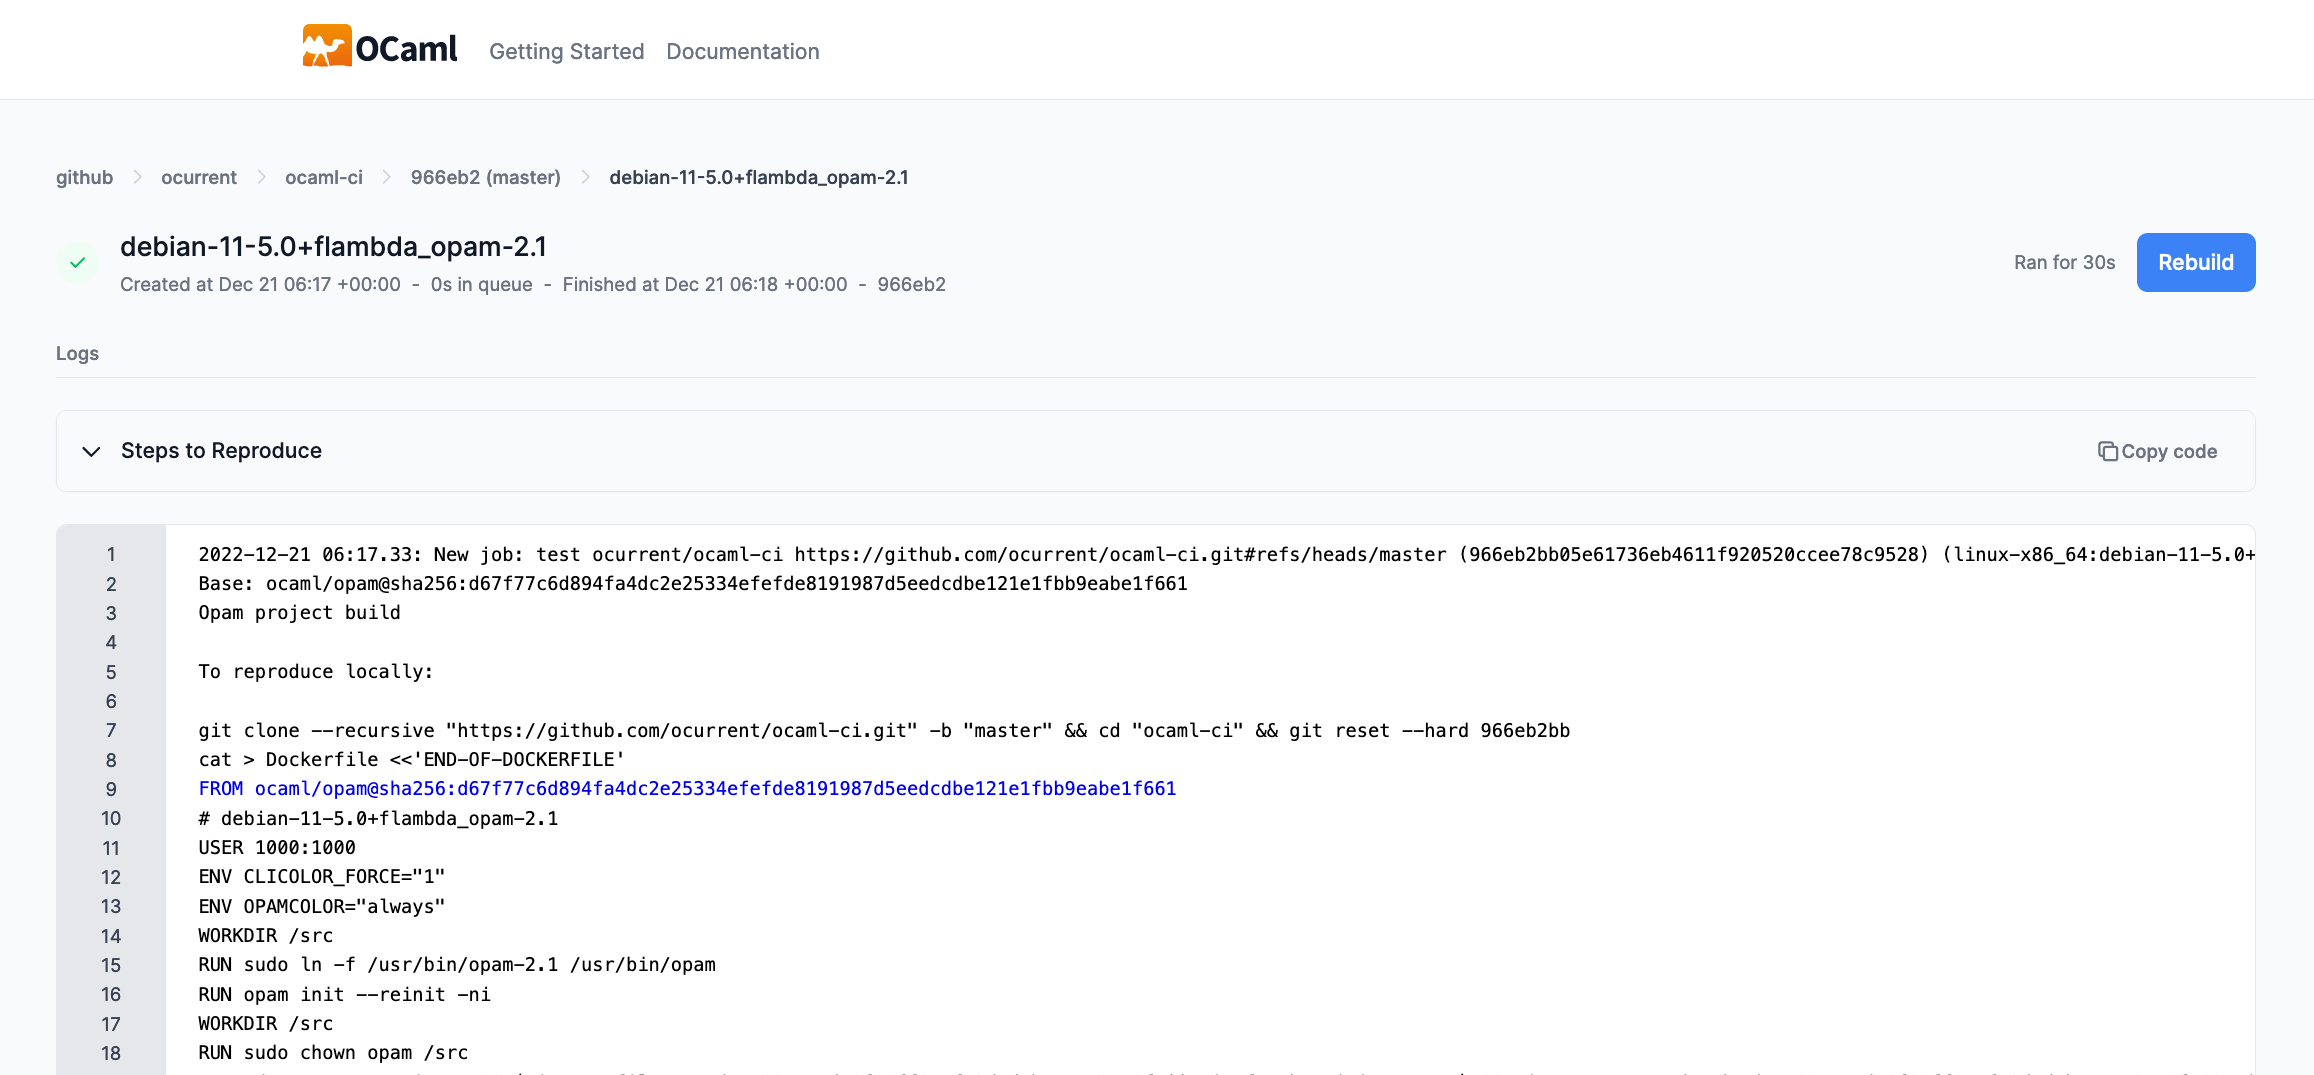 OCaml Getting Started Documentation
github > ocurrent > ocaml-ci > 966eb2 (master) > debian-11-5.0+flambda_opam-2.1
debian-11-5.0+flambda_opam-2.1
Created at Dec 21 06:17 +00:00 - 0s in queue - Finished at Dec 21 06:18 +00:00 - 966eb2
Ran for 30s Rebuild
Logs
Steps to Reproduce Copy code
1 2022-12-21 06:17.33: New job: test ocurrent/ocaml-ci https://github.com/ocurrent/ocaml-ci.git#refs/heads/master (966eb2bb05e61736eb4611f920520ccee78c9528) (linux-x86_64:debian-11-5.0+
2 Base: ocaml/opam@sha256:d67f77c6d894fa4dc2e25334efefde8191987d5eedcdbe121e1fbb9eabe1f661
3 Opam project build
4
5 To reproduce locally:
6
7 git clone --recursive "https://github.com/ocurrent/ocaml-ci.git" -b "master" && cd "ocaml-ci" && git reset --hard 966eb2bb
8 cat > Dockerfile <<'END-OF-DOCKERFILE'
9 FROM ocaml/opam@sha256:d67f77c6d894fa4dc2e25334efefde8191987d5eedcdbe121e1fbb9eabe1f661
10 # debian-11-5.0+flambda_opam-2.1
11 USER 1000:1000
12 ENV CLICOLOR_FORCE="1"
13 ENV OPAMCOLOR="always"
14 WORKDIR /src
15 RUN sudo ln -f /usr/bin/opam-2.1 /usr/bin/opam
16 RUN opam init --reinit -ni
17 WORKDIR /src
18 RUN sudo chown opam /src